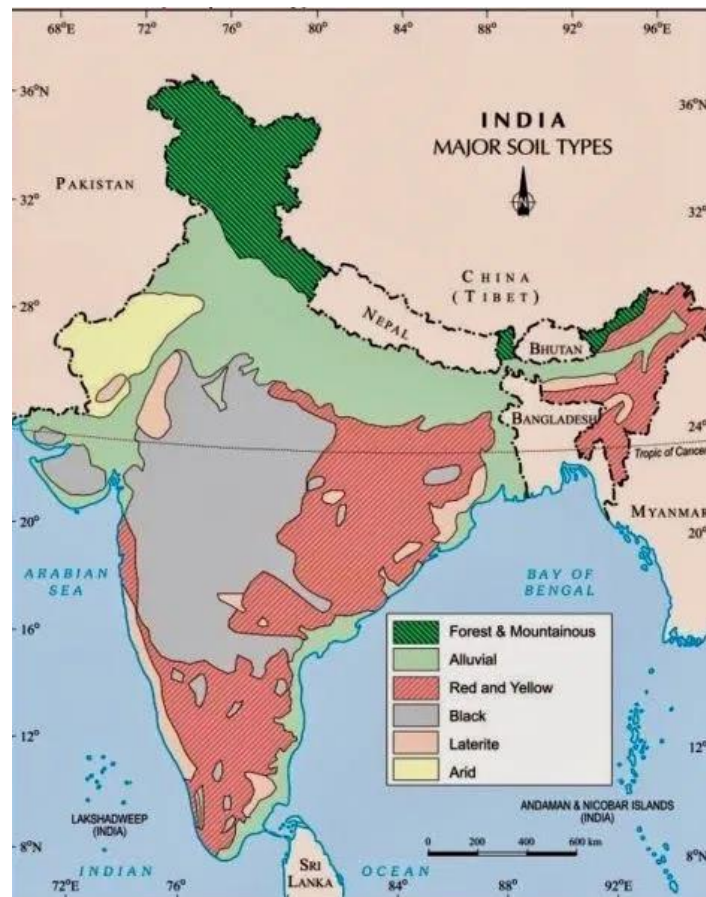 68°E
72°
76°
80°
84°
88°
92°
96°E
36°N
36°N
INDIA
MAJOR SOIL TYPES
N
PAKISTAN
32°
32°
CHINA
(TIBET)
28°
NEPAL
BHUTAN
BANGLADESH
24°
Tropic of Cancer
MYANMAR
20°
20°
ARABIAN
SEA
BAY OF
BENGAL
16°
Forest & Mountainous
Alluvial
Red and Yellow
Black
Laterite
Arid
12°
12°
LAKSHADWEEP
(INDIA)
ANDAMAN & NICOBAR ISLANDS
(INDIA)
0 200 400 600 km
8°N
8°N
INDIAN
OCEAN
SRI
LANKA
72°E
76°
84°
92°E